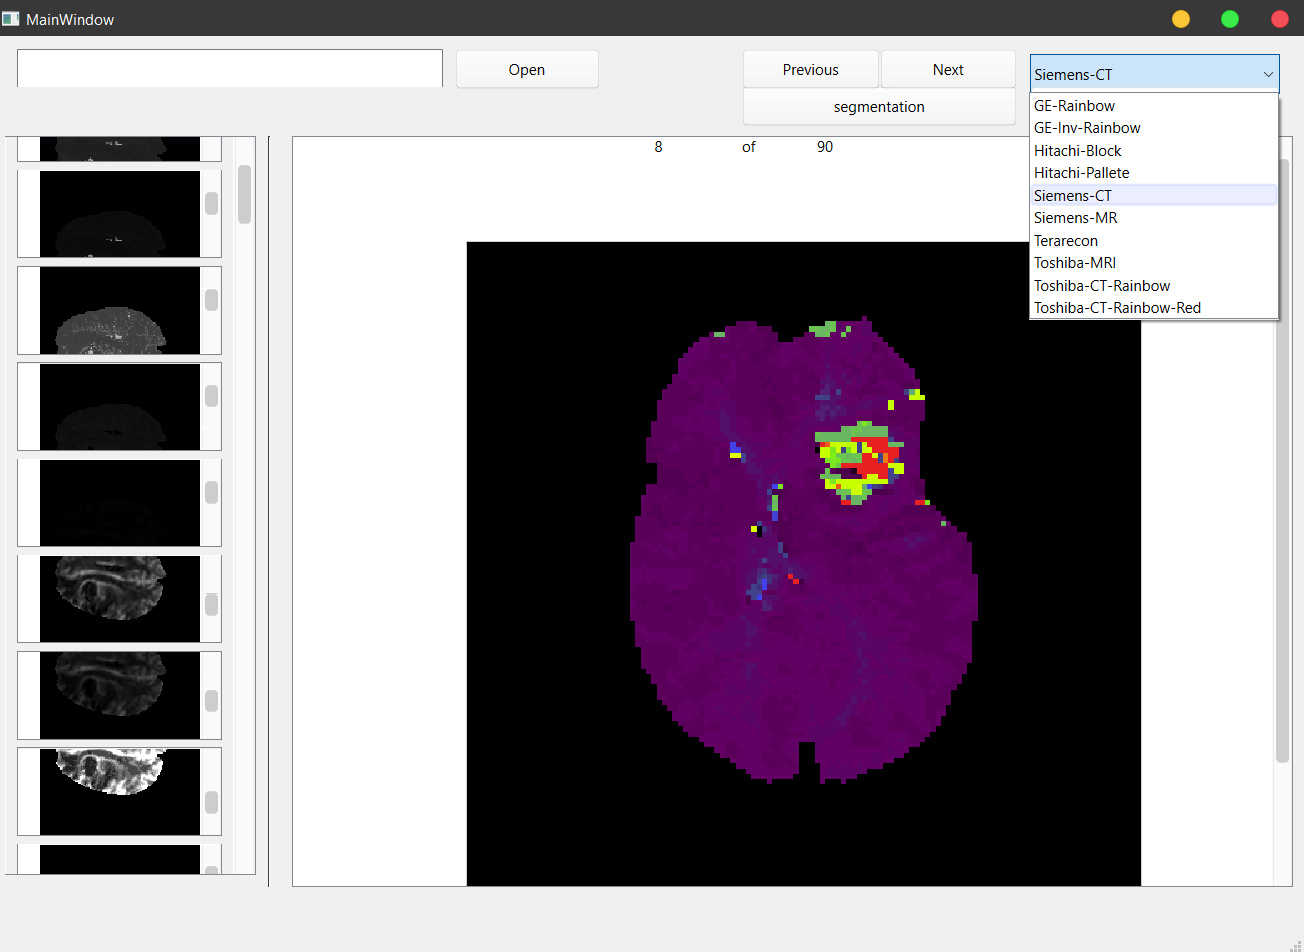 MainWindow
Open
Previous
Next
segmentation
Siemens-CT
GE-Rainbow
GE-Inv-Rainbow
Hitachi-Block
Hitachi-Pallete
Siemens-CT
Siemens-MR
Terarecon
Toshiba-MRI
Toshiba-CT-Rainbow
Toshiba-CT-Rainbow-Red
8 of 90